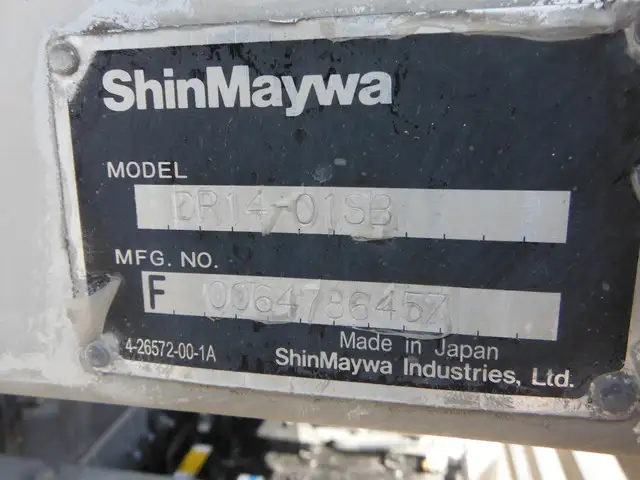 ShinMaywa
MODEL
DR14-01SB
MFG. NO.
F 0064786457
4-26572-00-1A
Made in Japan
ShinMaywa Industries, Ltd.